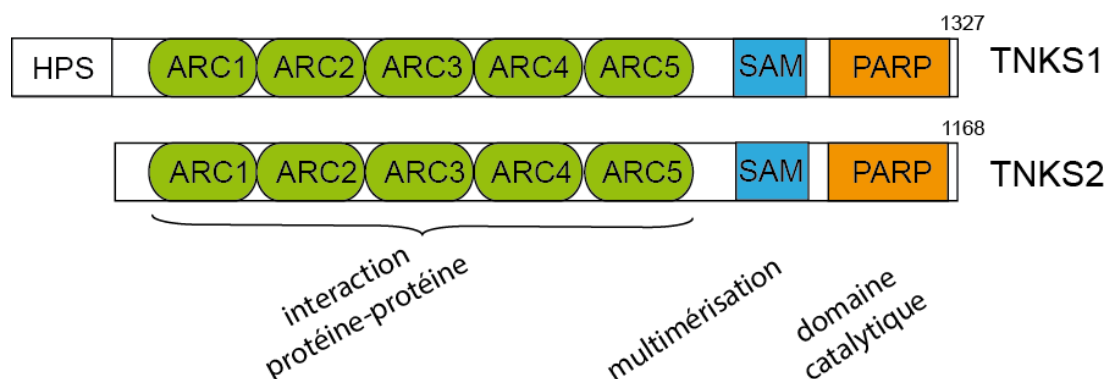 1327
HPS ARC1 ARC2 ARC3 ARC4 ARC5 SAM PARP TNKS1
1168
ARC1 ARC2 ARC3 ARC4 ARC5 SAM PARP TNKS2
interaction
protéine-protéine
multimérisation
domaine
catalytique